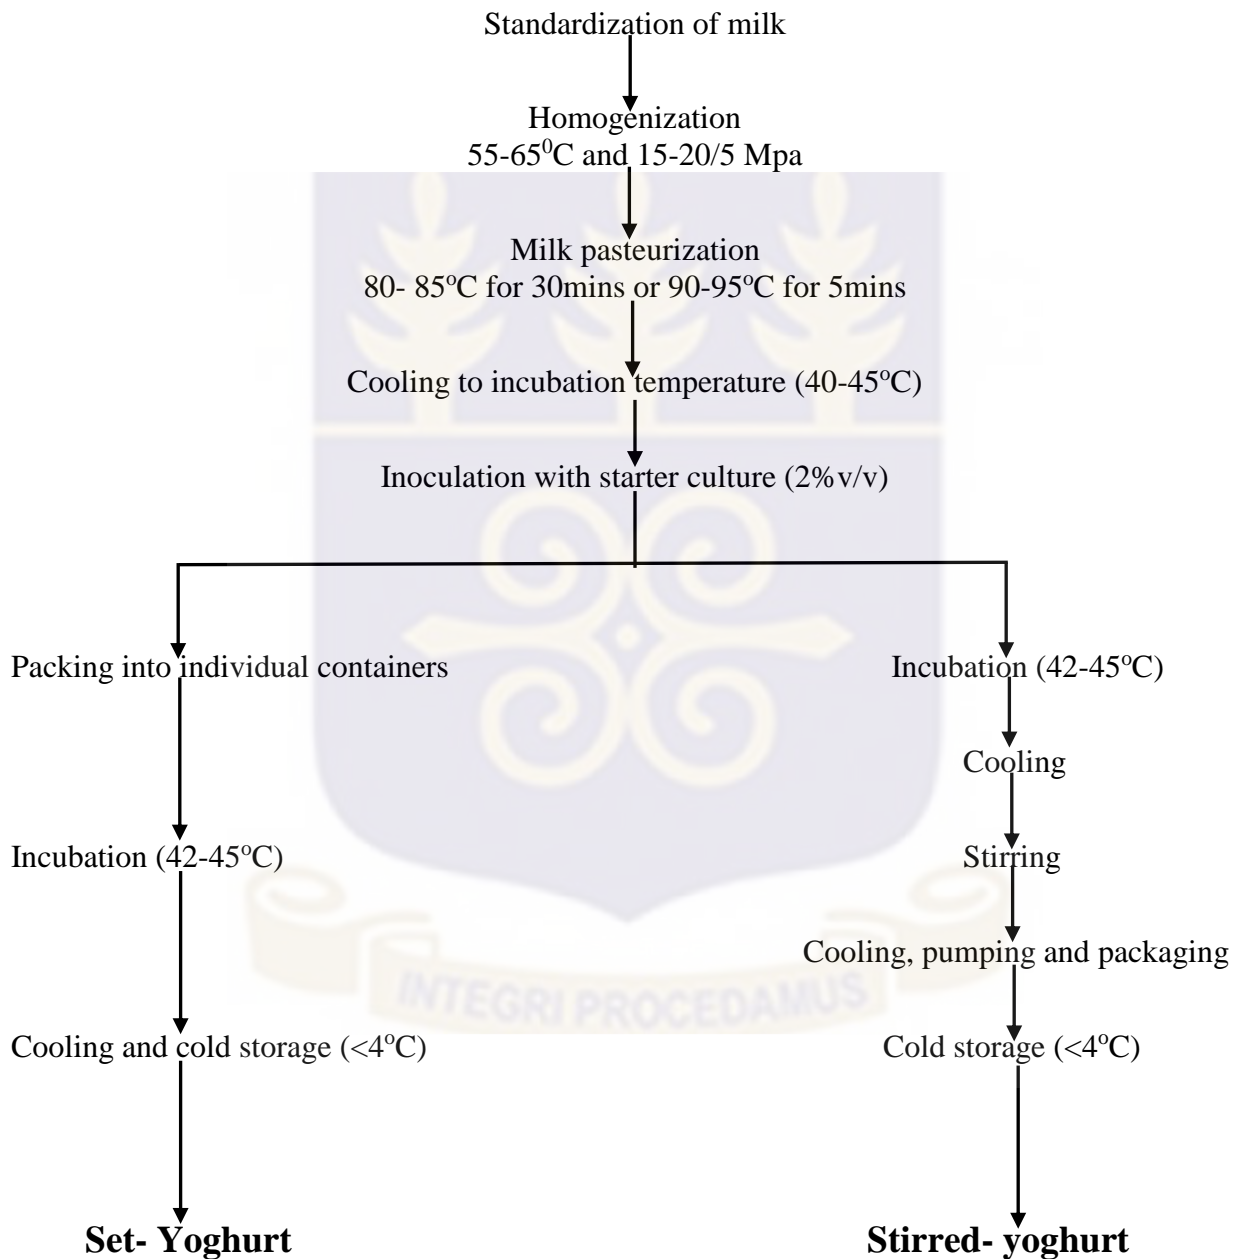 Standardization of milk
Homogenization
55-65⁰C and 15-20/5 Mpa
Milk pasteurization
80- 85ᵒC for 30mins or 90-95ᵒC for 5mins
Cooling to incubation temperature (40-45ᵒC)
Inoculation with starter culture (2%v/v)
Packing into individual containers
Incubation (42-45ᵒC)
Cooling and cold storage (<4ᵒC)
Set- Yoghurt
Incubation (42-45ᵒC)
Cooling
Stirring
Cooling, pumping and packaging
Cold storage (<4ᵒC)
Stirred- yoghurt
INTEGRI PROCEDAMUS